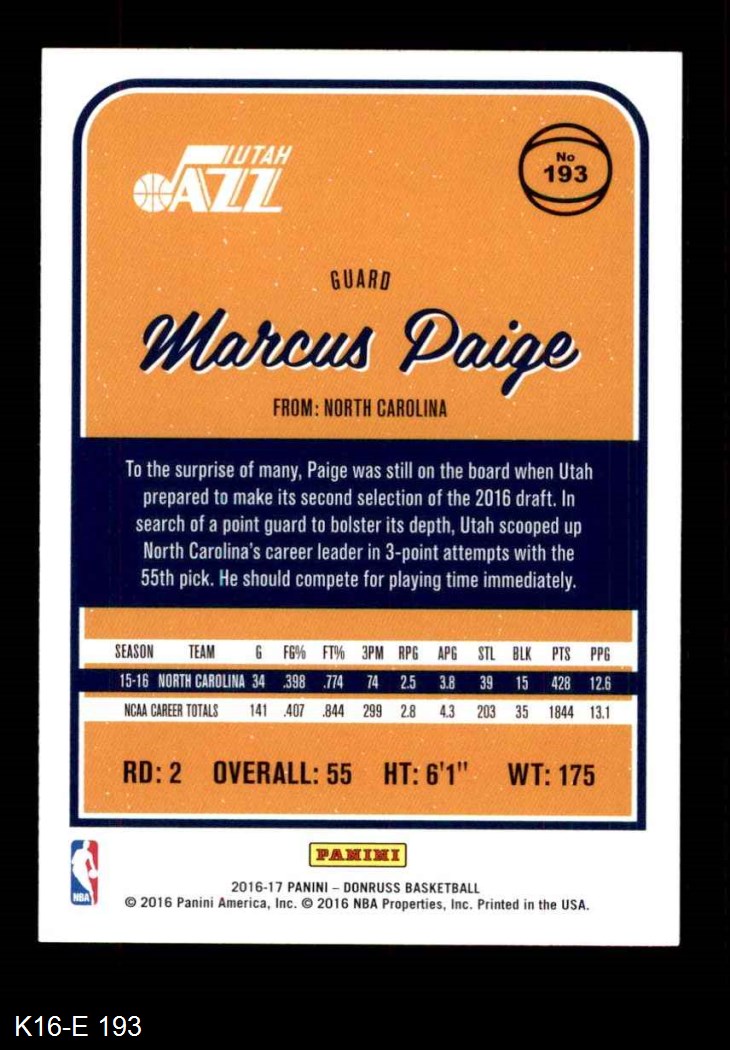 UTAH
JAZZ
No
193
GUARD
Marcus Paige
FROM: NORTH CAROLINA
To the surprise of many, Paige was still on the board when Utah
prepared to make its second selection of the 2016 draft. In
search of a point guard to bolster its depth, Utah scooped up
North Carolina's career leader in 3-point attempts with the
55th pick. He should compete for playing time immediately.
SEASON TEAM G FG% FT% 3PM RPG APG STL BLK PTS PPG
15-16 NORTH CAROLINA 34 .398 .774 74 2.5 3.8 39 15 428 12.6
NCAA CAREER TOTALS 141 .407 .844 299 2.8 4.3 203 35 1844 13.1
RD: 2 OVERALL: 55 HT: 6'1" WT: 175
PANINI
NBA
2016-17 PANINI – DONRUSS BASKETBALL
© 2016 Panini America, Inc. © 2016 NBA Properties, Inc. Printed in the USA.
K16-E 193